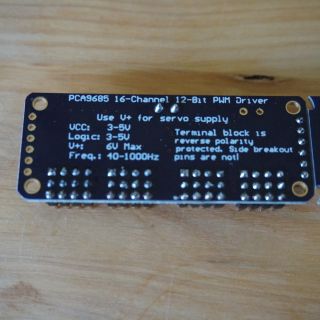 PCA9685 16-Channel 12-Bit PWM Driver
Use V+ for servo supply
VCC: 3-5V
Logic: 3-5V
V+: 6V Max
Freq.: 40-1000Hz
Terminal block is
reverse polarity
protected. Side breakout
pins are not!